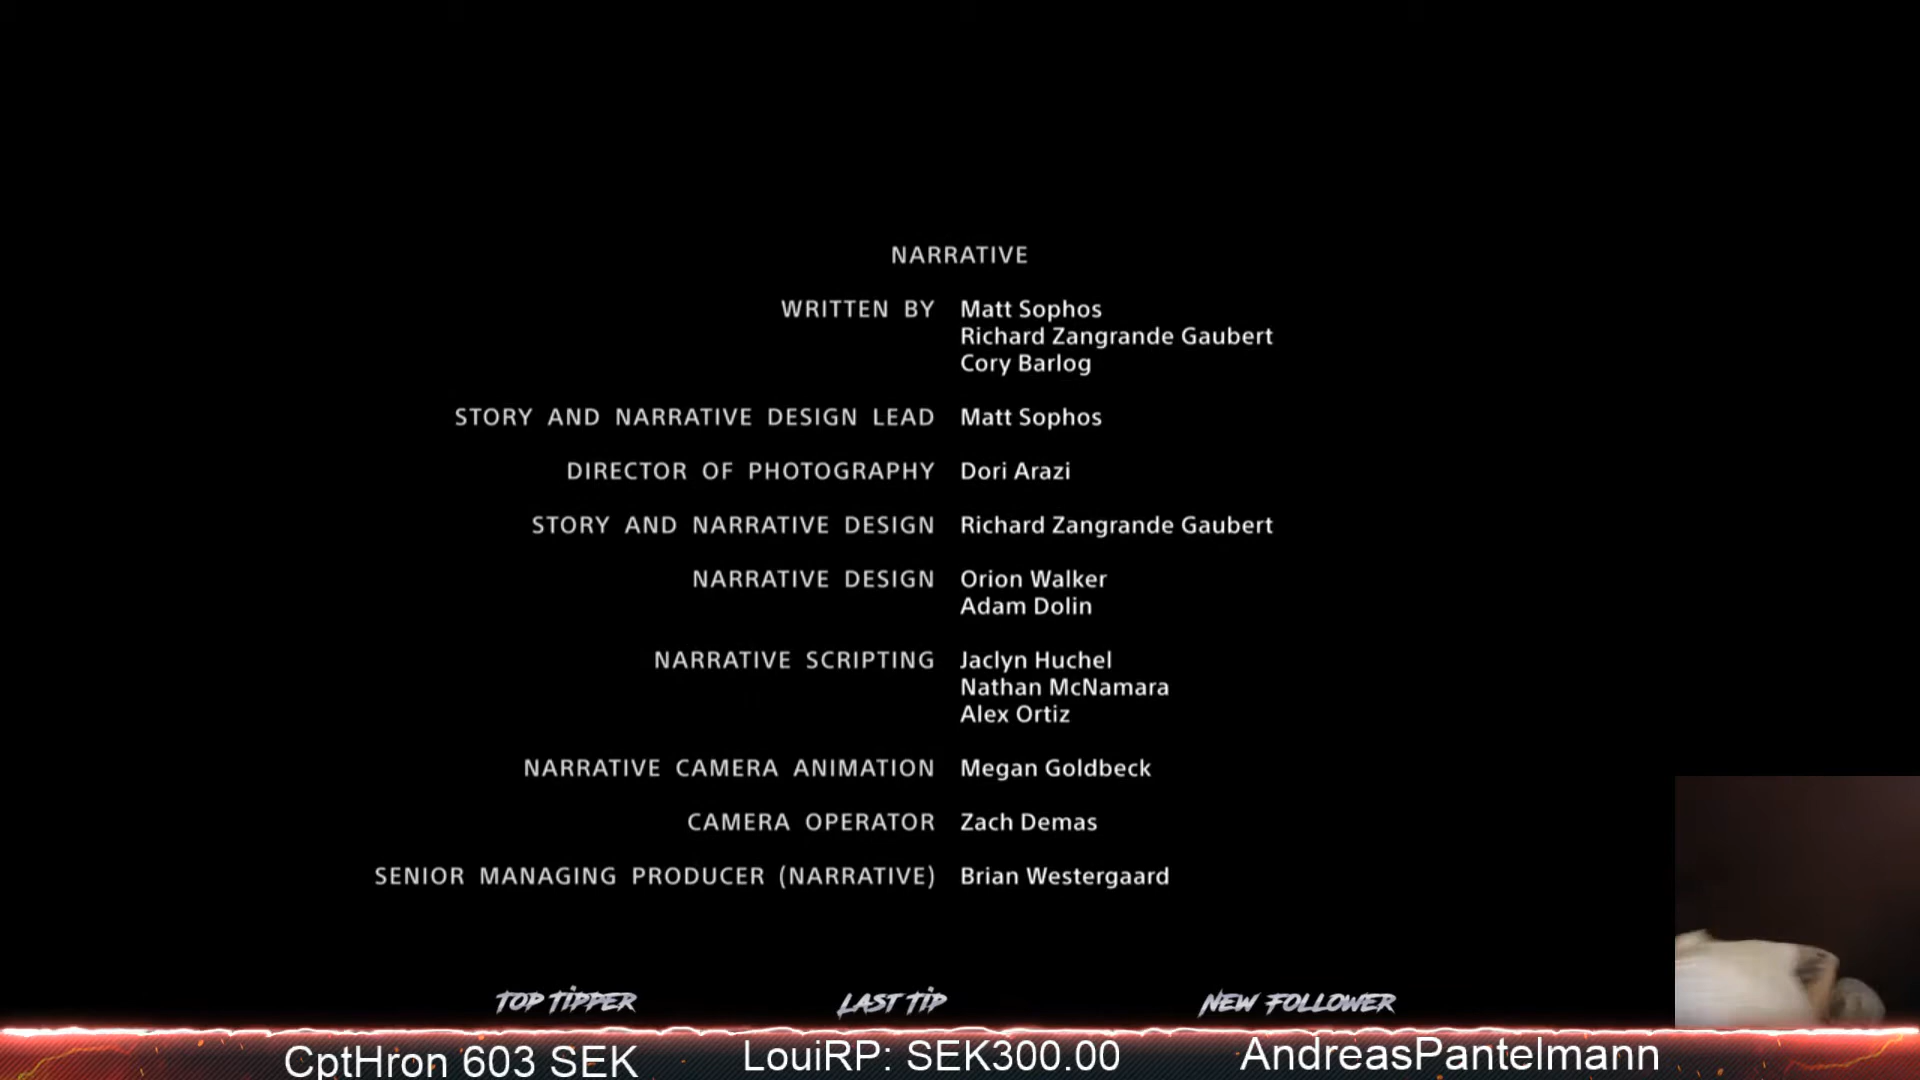 NARRATIVE
WRITTEN BY Matt Sophos
Richard Zangrande Gaubert
Cory Barlog
STORY AND NARRATIVE DESIGN LEAD Matt Sophos
DIRECTOR OF PHOTOGRAPHY Dori Arazi
STORY AND NARRATIVE DESIGN Richard Zangrande Gaubert
NARRATIVE DESIGN Orion Walker
Adam Dolin
NARRATIVE SCRIPTING Jaclyn Huchel
Nathan McNamara
Alex Ortiz
NARRATIVE CAMERA ANIMATION Megan Goldbeck
CAMERA OPERATOR Zach Demas
SENIOR MANAGING PRODUCER (NARRATIVE) Brian Westergaard
TOP TIPPER LAST TIP NEW FOLLOWER
CptHron 603 SEK LouiRP: SEK300.00 AndreasPantelmann